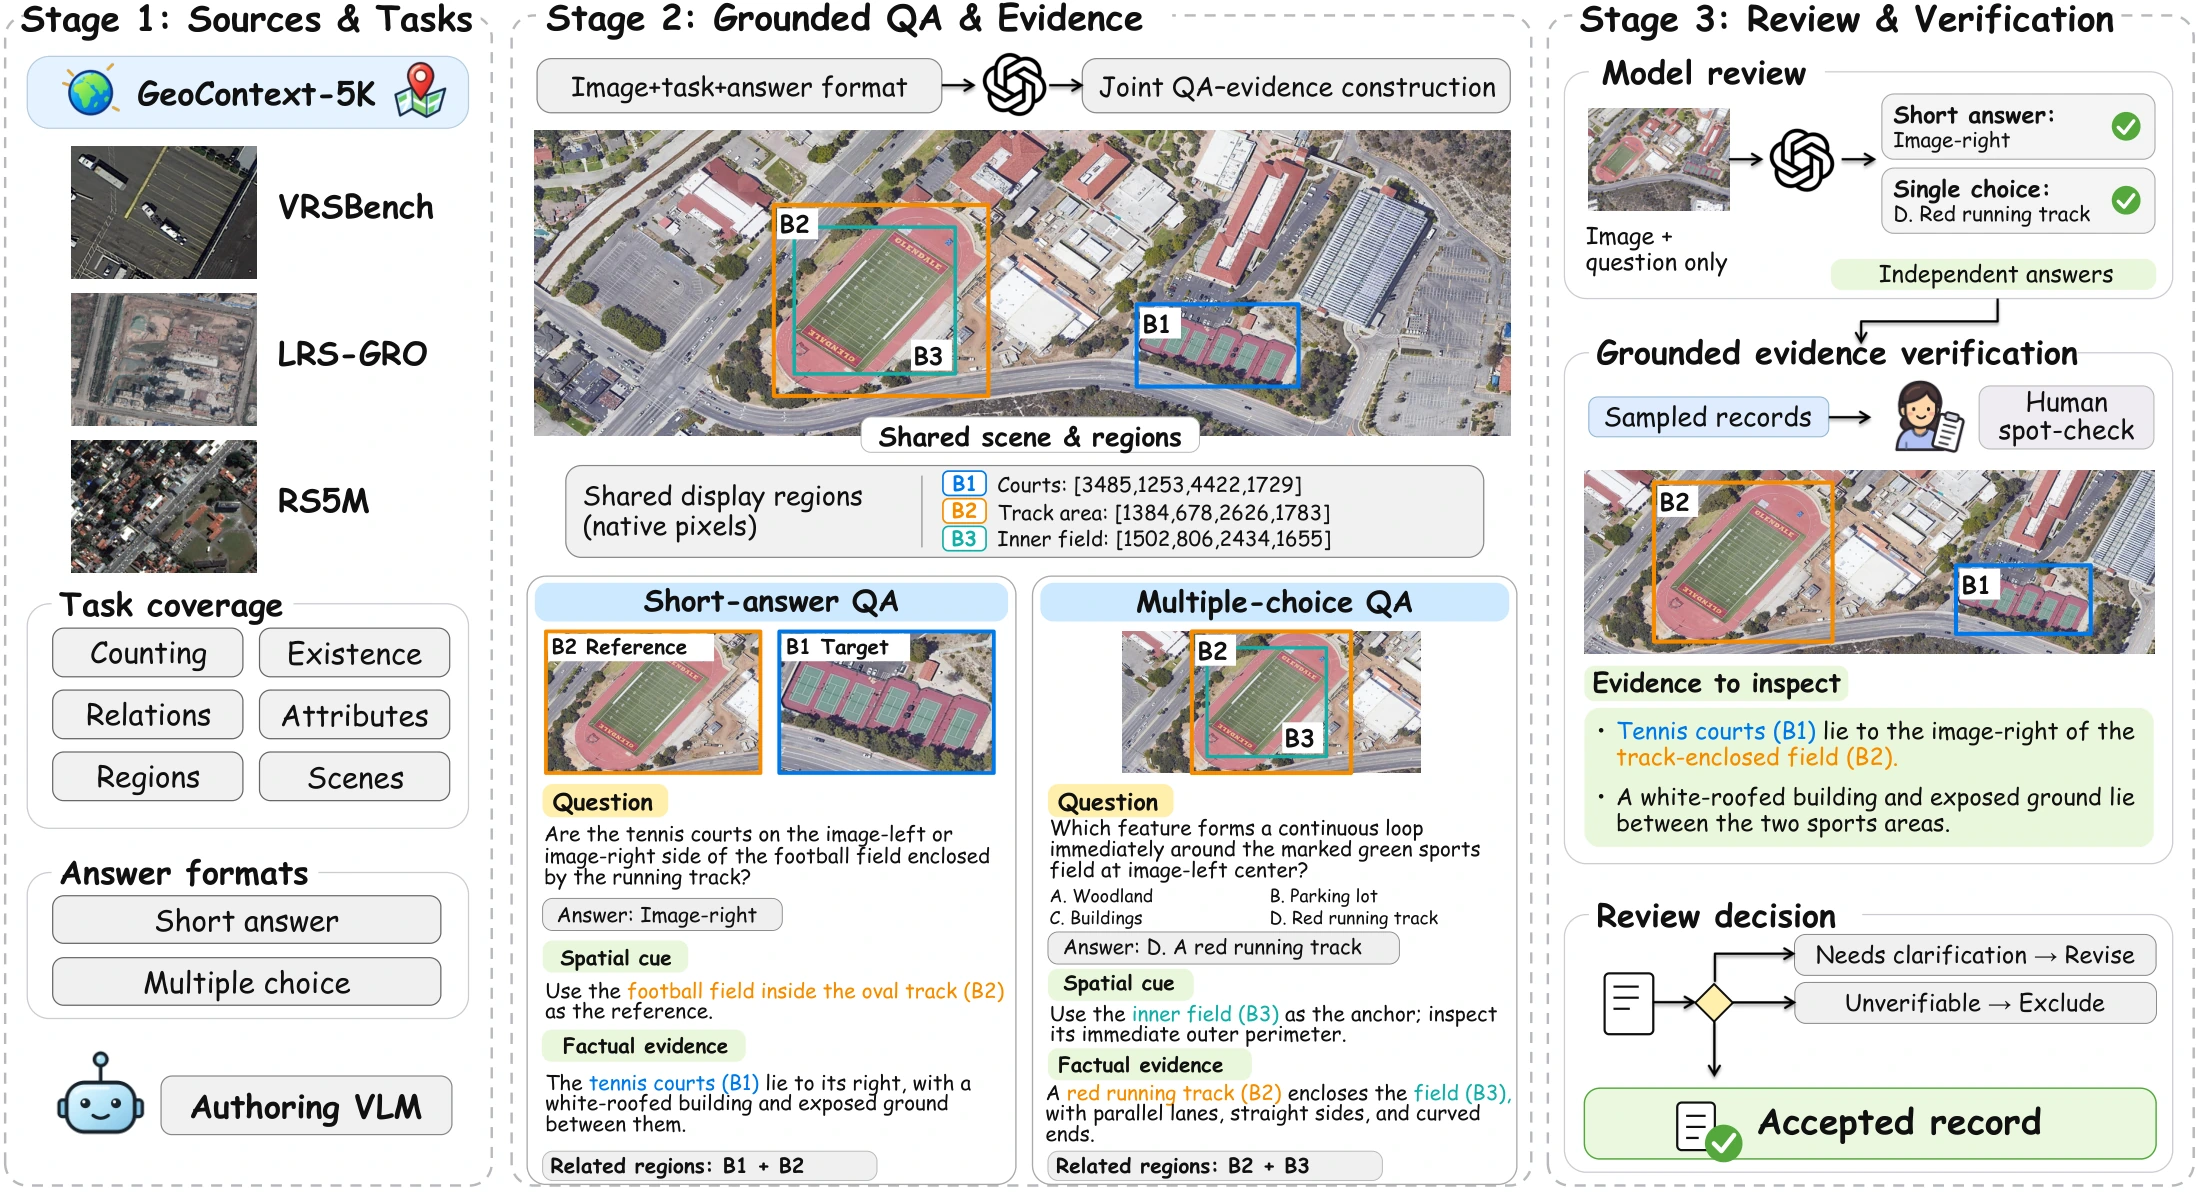 Stage 1: Sources & Tasks
GeoContext-5K
VRSBench
LRS-GRO
RS5M
Task coverage
Counting
Existence
Relations
Attributes
Regions
Scenes
Answer formats
Short answer
Multiple choice
Authoring VLM
Stage 2: Grounded QA & Evidence
Image+task+answer format
Joint QA–evidence construction
B2
GLENDALE
GLENDALE
B3
B1
Shared scene & regions
Shared display regions
(native pixels)
B1 Courts: [3485,1253,4422,1729]
B2 Track area: [1384,678,2626,1783]
B3 Inner field: [1502,806,2434,1655]
Short-answer QA
B2 Reference
GLENDALE
GLENDALE
B1 Target
Question
Are the tennis courts on the image-left or
image-right side of the football field enclosed
by the running track?
Answer: Image-right
Spatial cue
Use the football field inside the oval track (B2)
as the reference.
Factual evidence
The tennis courts (B1) lie to its right, with a
white-roofed building and exposed ground
between them.
Related regions: B1 + B2
Multiple-choice QA
B2
GLENDALE
GLENDALE
B3
Question
Which feature forms a continuous loop
immediately around the marked green sports
field at image-left center?
A. Woodland
B. Parking lot
C. Buildings
D. Red running track
Answer: D. A red running track
Spatial cue
Use the inner field (B3) as the anchor; inspect
its immediate outer perimeter.
Factual evidence
A red running track (B2) encloses the field (B3),
with parallel lanes, straight sides, and curved
ends.
Related regions: B2 + B3
Stage 3: Review & Verification
Model review
Image +
question only
Short answer:
Image-right
Single choice:
D. Red running track
Independent answers
Grounded evidence verification
Sampled records
Human
spot-check
B2
GLENDALE
GLENDALE
B1
Evidence to inspect
• Tennis courts (B1) lie to the image-right of the
track-enclosed field (B2).
• A white-roofed building and exposed ground lie
between the two sports areas.
Review decision
Needs clarification → Revise
Unverifiable → Exclude
Accepted record